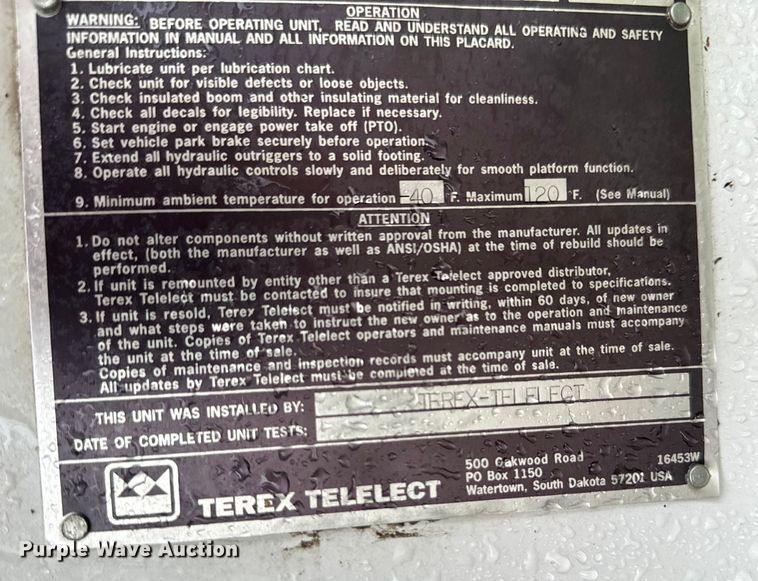 OPERATION
WARNING: BEFORE OPERATING UNIT, READ AND UNDERSTAND ALL OPERATING AND SAFETY
INFORMATION IN MANUAL AND ALL INFORMATION ON THIS PLACARD.
General Instructions:
1. Lubricate unit per lubrication chart.
2. Check unit for visible defects or loose objects.
3. Check insulated boom and other insulating material for cleanliness.
4. Check all decals for legibility. Replace if necessary.
5. Start engine or engage power take off (PTO).
6. Set vehicle park brake securely before operation.
7. Extend all hydraulic outriggers to a solid footing.
8. Operate all hydraulic controls slowly and deliberately for smooth platform function.
9. Minimum ambient temperature for operation -40 °F. Maximum 120 °F. (See Manual)
ATTENTION
1. Do not alter components without written approval from the manufacturer. All updates in
effect, (both the manufacturer as well as ANSI/OSHA) at the time of rebuild should be
performed.
2. If unit is remounted by entity other than a Terex Telelect approved distributor,
Terex Telelect must be contacted to insure that mounting is completed to specifications.
3. If unit is resold, Terex Telelect must be notified in writing, within 60 days, of new owner
and what steps were taken to instruct the new owner as to the operation and maintenance
of the unit. Copies of Terex Telelect operators and maintenance manuals must accompany
the unit at the time of sale.
Copies of maintenance and inspection records must accompany unit at the time of sale.
All updates by Terex Telelect must be completed at the time of sale.
THIS UNIT WAS INSTALLED BY: TEREX-TELELECT
DATE OF COMPLETED UNIT TESTS:
TEREX TELELECT
500 Oakwood Road
PO Box 1150
Watertown, South Dakota 57201 USA
16453W
Purple Wave Auction